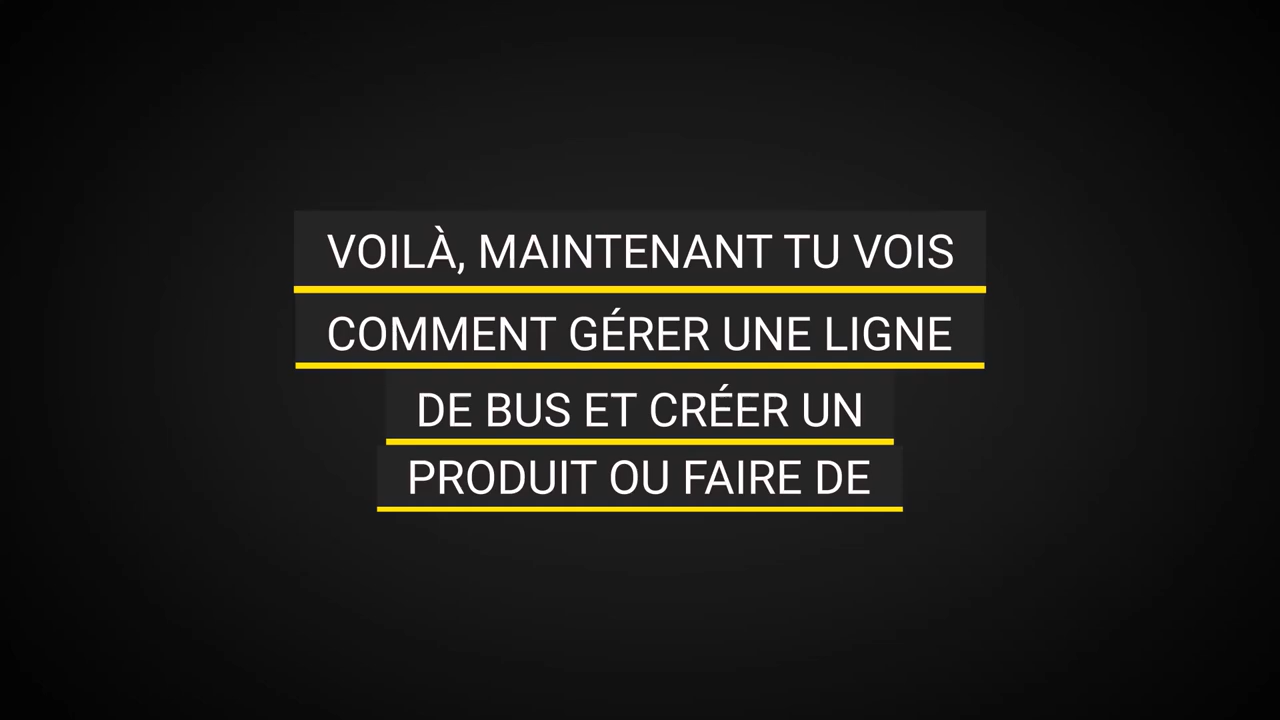 VOILÀ, MAINTENANT TU VOIS
COMMENT GÉRER UNE LIGNE
DE BUS ET CRÉER UN
PRODUIT OU FAIRE DE